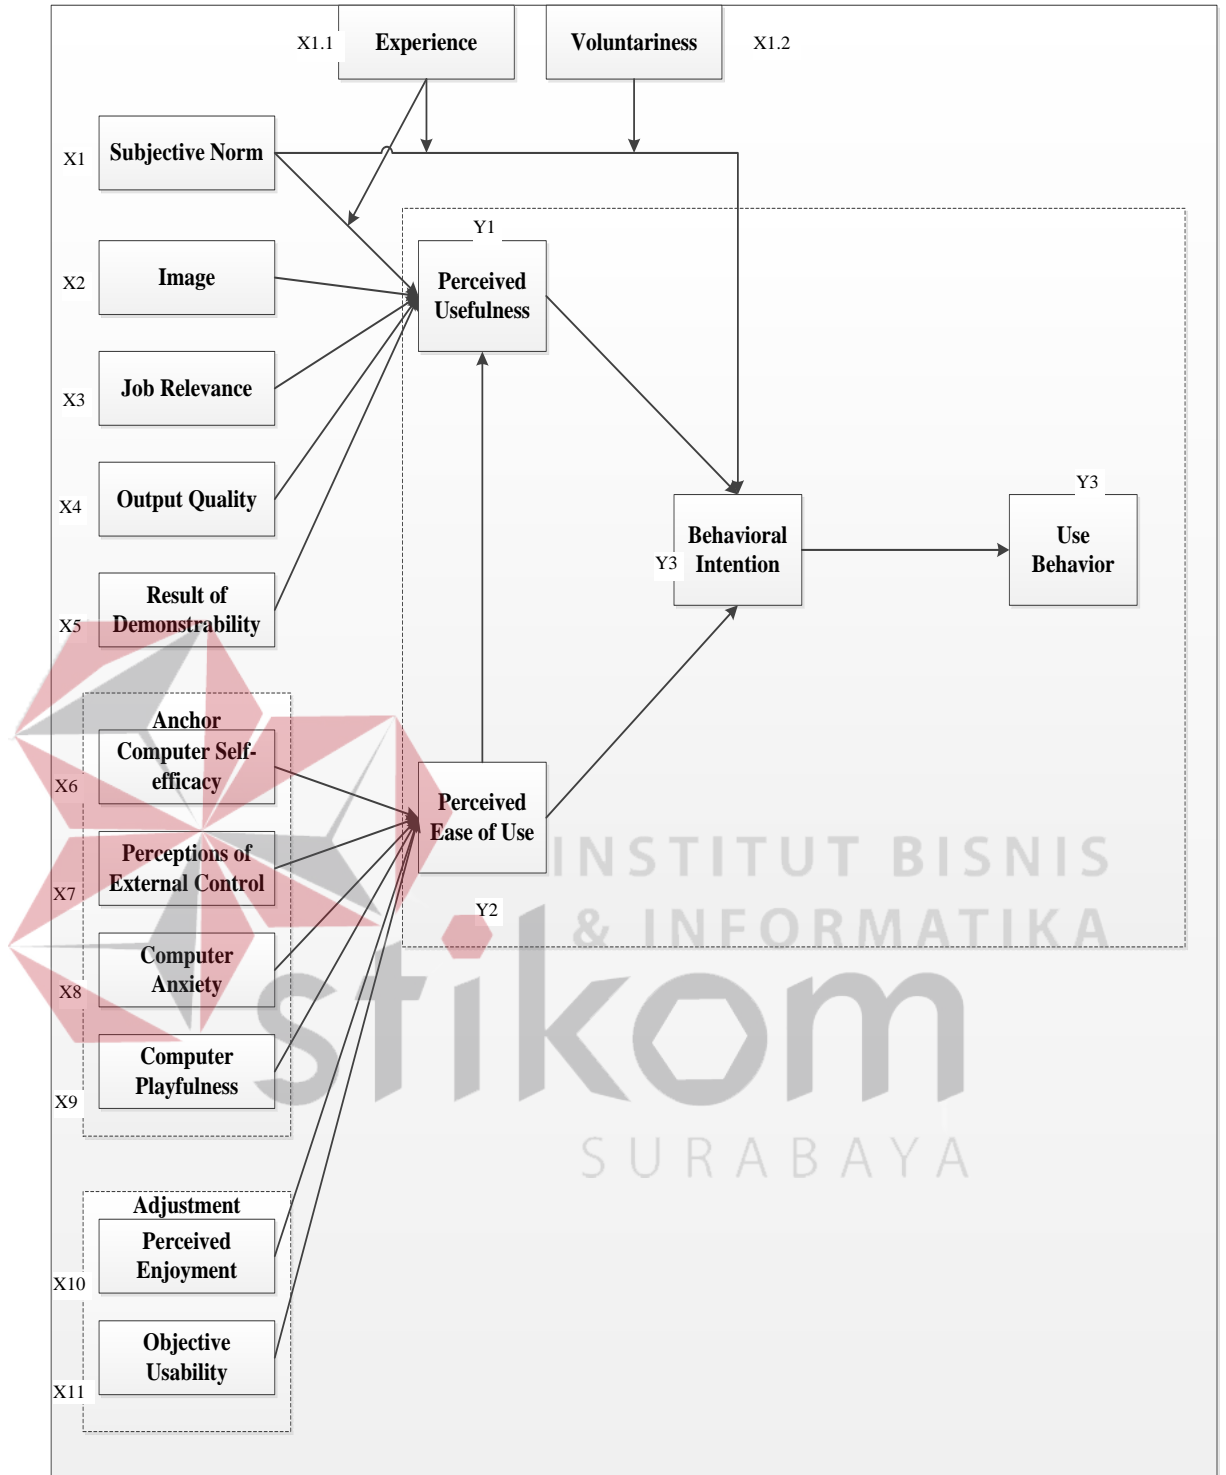 X1.1
Experience
Voluntariness
X1.2
X1
Subjective Norm
X2
Image
X3
Job Relevance
X4
Output Quality
X5
Result of
Demonstrability
Y1
Perceived
Usefulness
Y3
Behavioral
Intention
Y3
Use
Behavior
Anchor
X6
Computer Self-
efficacy
X7
Perceptions of
External Control
X8
Computer
Anxiety
X9
Computer
Playfulness
Perceived
Ease of Use
Y2
Adjustment
X10
Perceived
Enjoyment
X11
Objective
Usability
INSTITUT BISNIS
& INFORMATIKA
stikom
SURABAYA